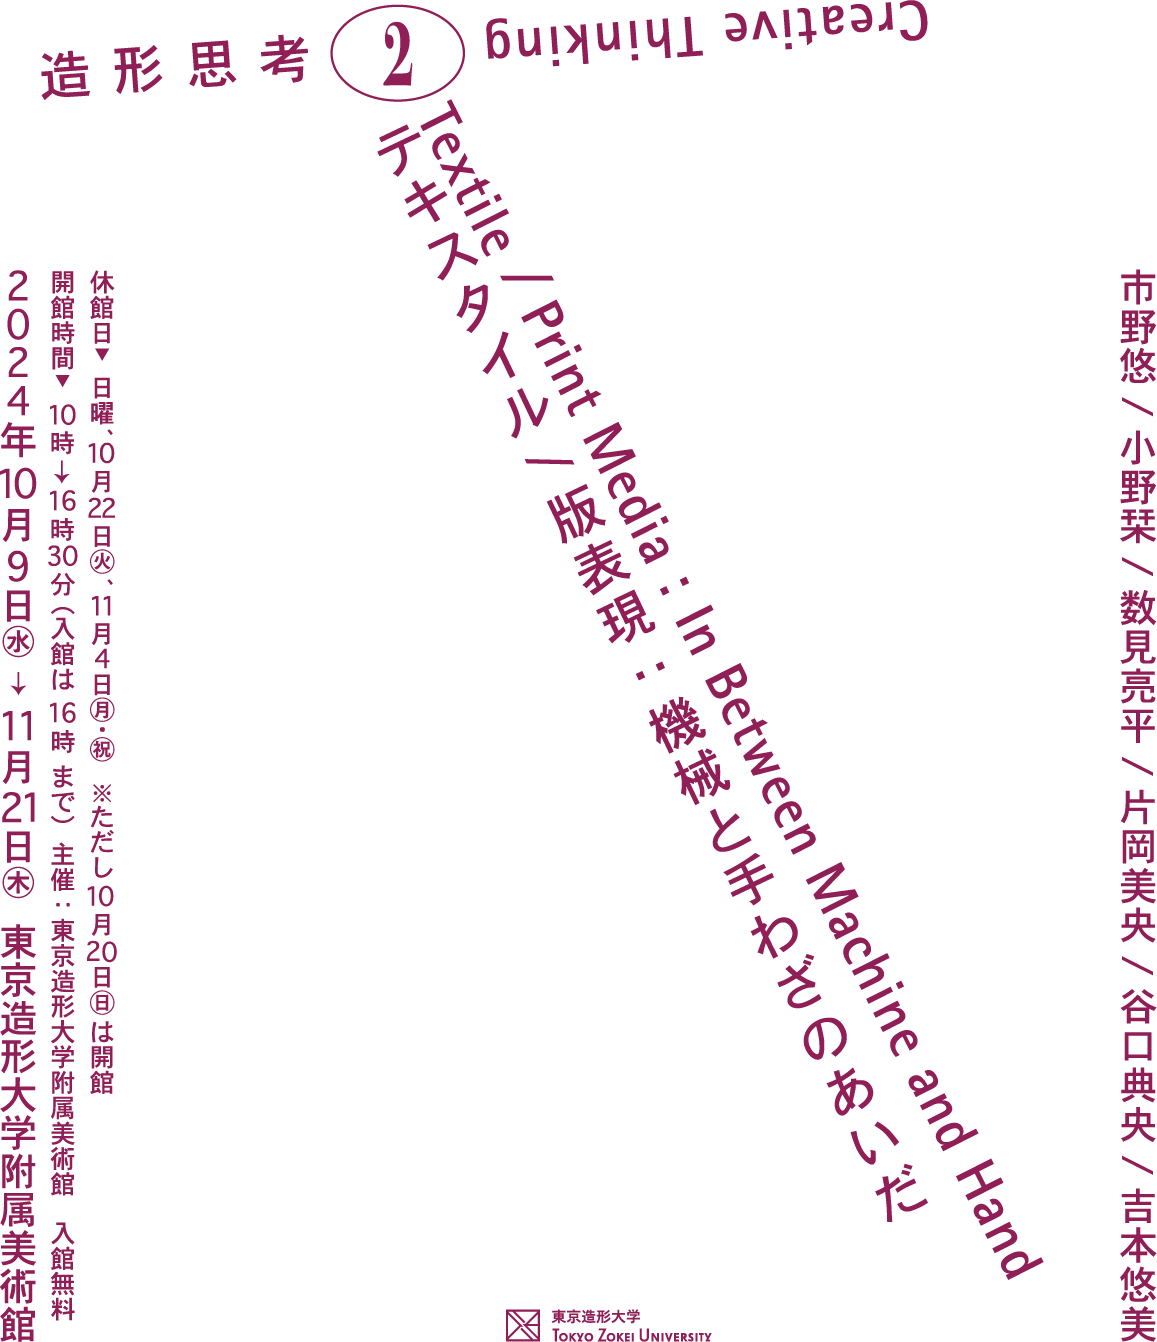 造形思考
2
Creative Thinking
Textile / Print Media : In Between Machine and Hand
テキスタイル / 版表現 : 機械と手わざのあいだ
市野悠 / 小野栞 / 数見亮平 / 片岡美央 / 谷口典央 / 吉本悠美
休館日▼ 日曜、10月22日㊋、11月4日㊊・㊗ ※ただし10月20日㊐は開館
開館時間▼ 10時→16時30分（入館は16時まで） 主催：東京造形大学附属美術館 入館無料
2024年10月9日㊌→11月21日㊍ 東京造形大学附属美術館
東京造形大学
TOKYO ZOKEI UNIVERSITY